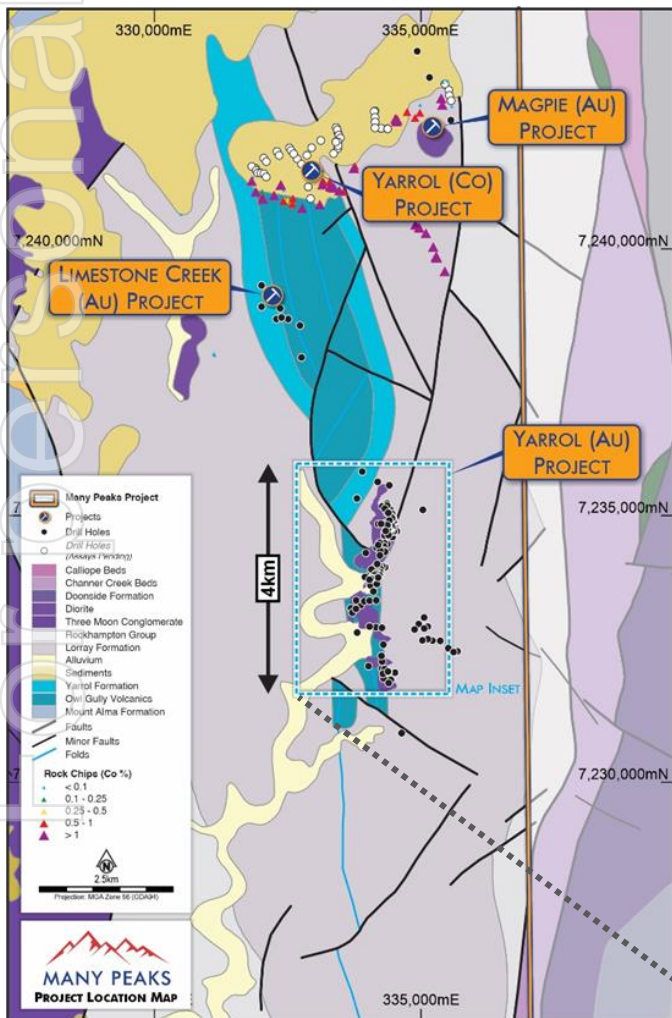 For personal
330,000mE
335,000mE
MAGPIE (AU)
PROJECT
YARROL (CO)
PROJECT
7,240,000mN
7,240,000mN
LIMESTONE CREEK
(AU) PROJECT
YARROL (AU)
PROJECT
7,235,000mN
4km
MAP INSET
7,230,000mN
Many Peaks Project
Projects
Drill Holes
Drill Holes
(Assays Pending)
Calliope Beds
Channer Creek Beds
Doonside Formation
Diorite
Three Moon Conglomerate
Rockhampton Group
Lorray Formation
Alluvium
Sediments
Yarrol Formation
Owl Gully Volcanics
Mount Alma Formation
Faults
Minor Faults
Folds
Rock Chips (Co %)
< 0.1
0.1 - 0.25
0.25 - 0.5
0.5 - 1
> 1
N
2.5km
Projection: MGA Zone 56 (GDA94)
MANY PEAKS
PROJECT LOCATION MAP
335,000mE